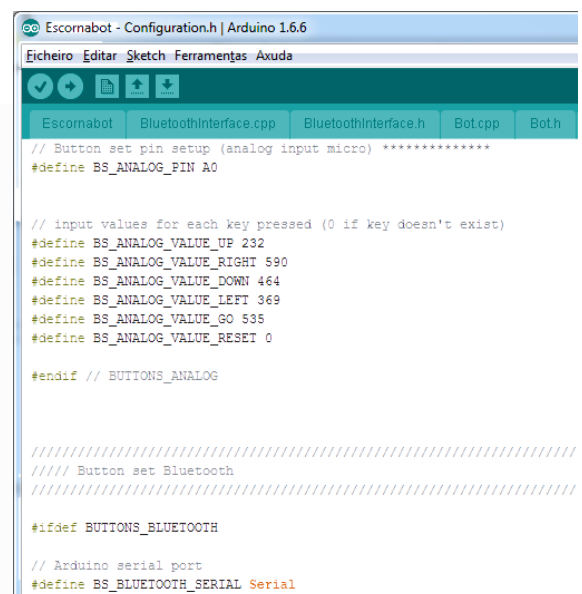 Escornabot - Configuration.h | Arduino 1.6.6
Ficheiro Editar Sketch Ferramentas Axuda
Escornabot BluetoothInterface.cpp BluetoothInterface.h Bot.cpp Bot.h
// Button set pin setup (analog input micro) **************
#define BS_ANALOG_PIN A0
// input values for each key pressed (0 if key doesn't exist)
#define BS_ANALOG_VALUE_UP 232
#define BS_ANALOG_VALUE_RIGHT 590
#define BS_ANALOG_VALUE_DOWN 464
#define BS_ANALOG_VALUE_LEFT 369
#define BS_ANALOG_VALUE_GO 535
#define BS_ANALOG_VALUE_RESET 0
#endif // BUTTONS_ANALOG
//////////////////////////////////////////////////////////////////////
///// Button set Bluetooth
//////////////////////////////////////////////////////////////////////
#ifdef BUTTONS_BLUETOOTH
// Arduino serial port
#define BS_BLUETOOTH_SERIAL Serial